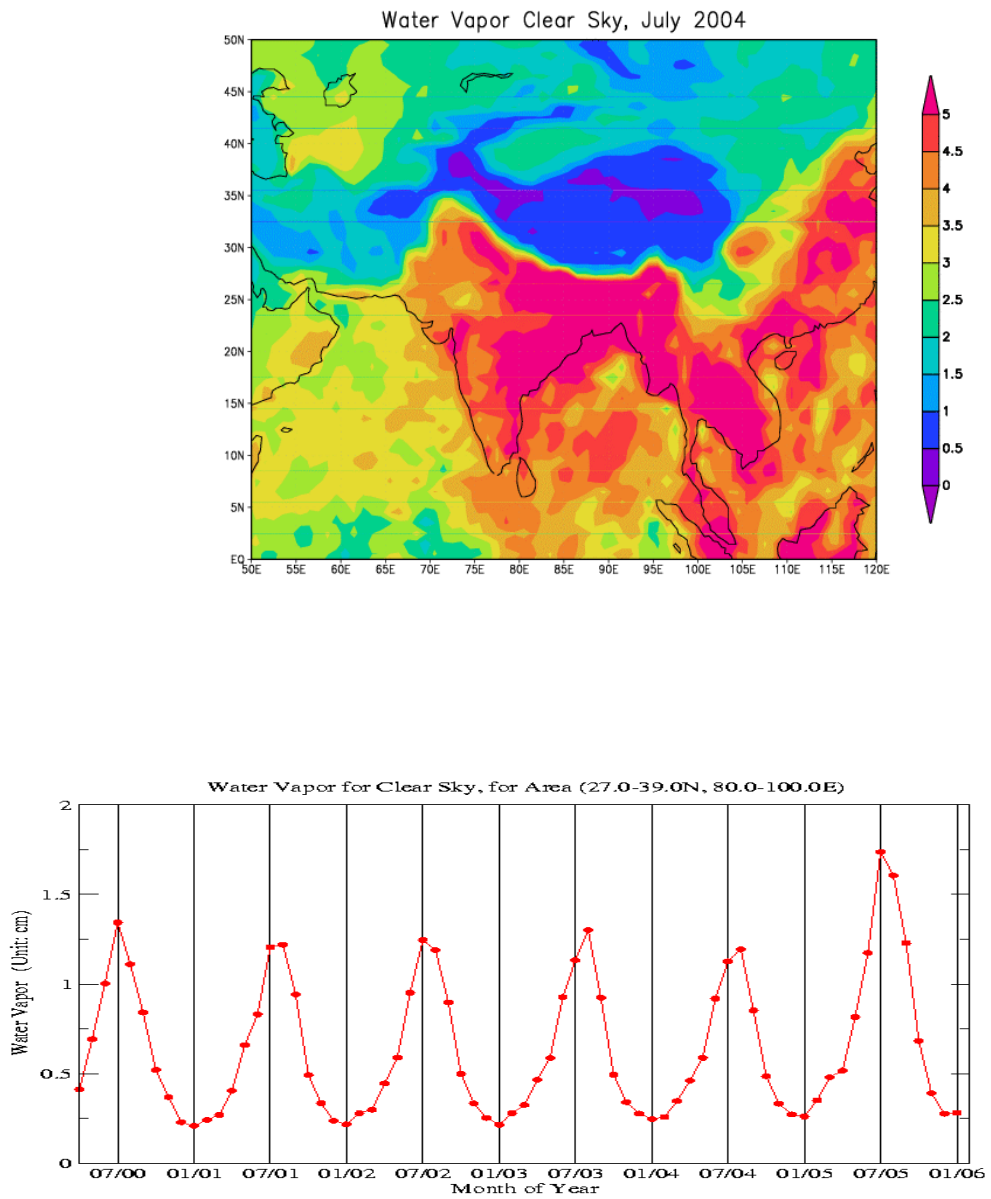 Water Vapor Clear Sky, July 2004
50N
45N
40N
35N
30N
25N
20N
15N
10N
5N
EQ
50E 55E 60E 65E 70E 75E 80E 85E 90E 95E 100E 105E 110E 115E 120E
5
4.5
4
3.5
3
2.5
2
1.5
1
0.5
0
Water Vapor for Clear Sky, for Area (27.0-39.0N, 80.0-100.0E)
Water Vapor (Unit: cm)
2
1.5
1
0.5
0
07/00 01/01 07/01 01/02 07/02 01/03 07/03 01/04 07/04 01/05 07/05 01/06
Month of Year